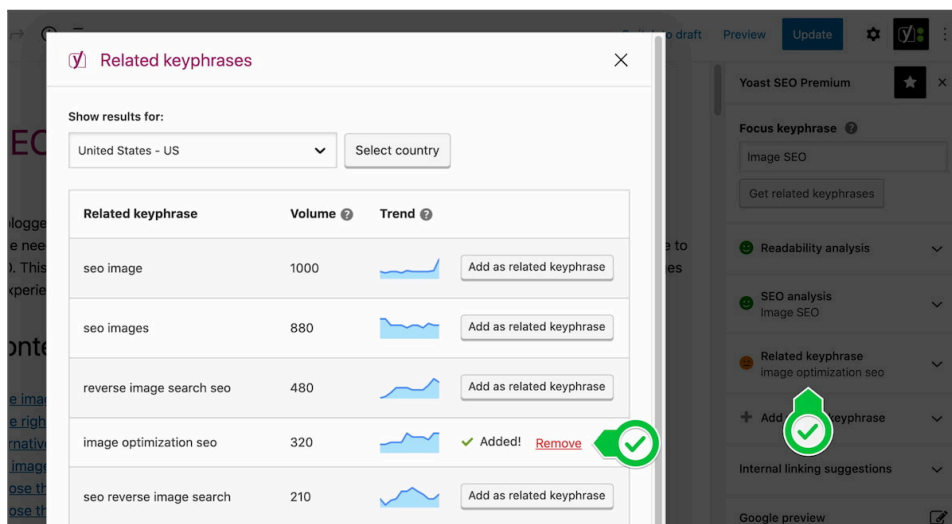 o draft
Preview
Update
Related keyphrases
Show results for:
United States - US
Select country
Related keyphrase
Volume
Trend
seo image
1000
Add as related keyphrase
seo images
880
Add as related keyphrase
reverse image search seo
480
Add as related keyphrase
image optimization seo
320
Added!
Remove
seo reverse image search
210
Add as related keyphrase
Yoast SEO Premium
Focus keyphrase
Image SEO
Get related keyphrases
Readability analysis
SEO analysis
Image SEO
Related keyphrase
image optimization seo
Add keyphrase
Internal linking suggestions
Google preview